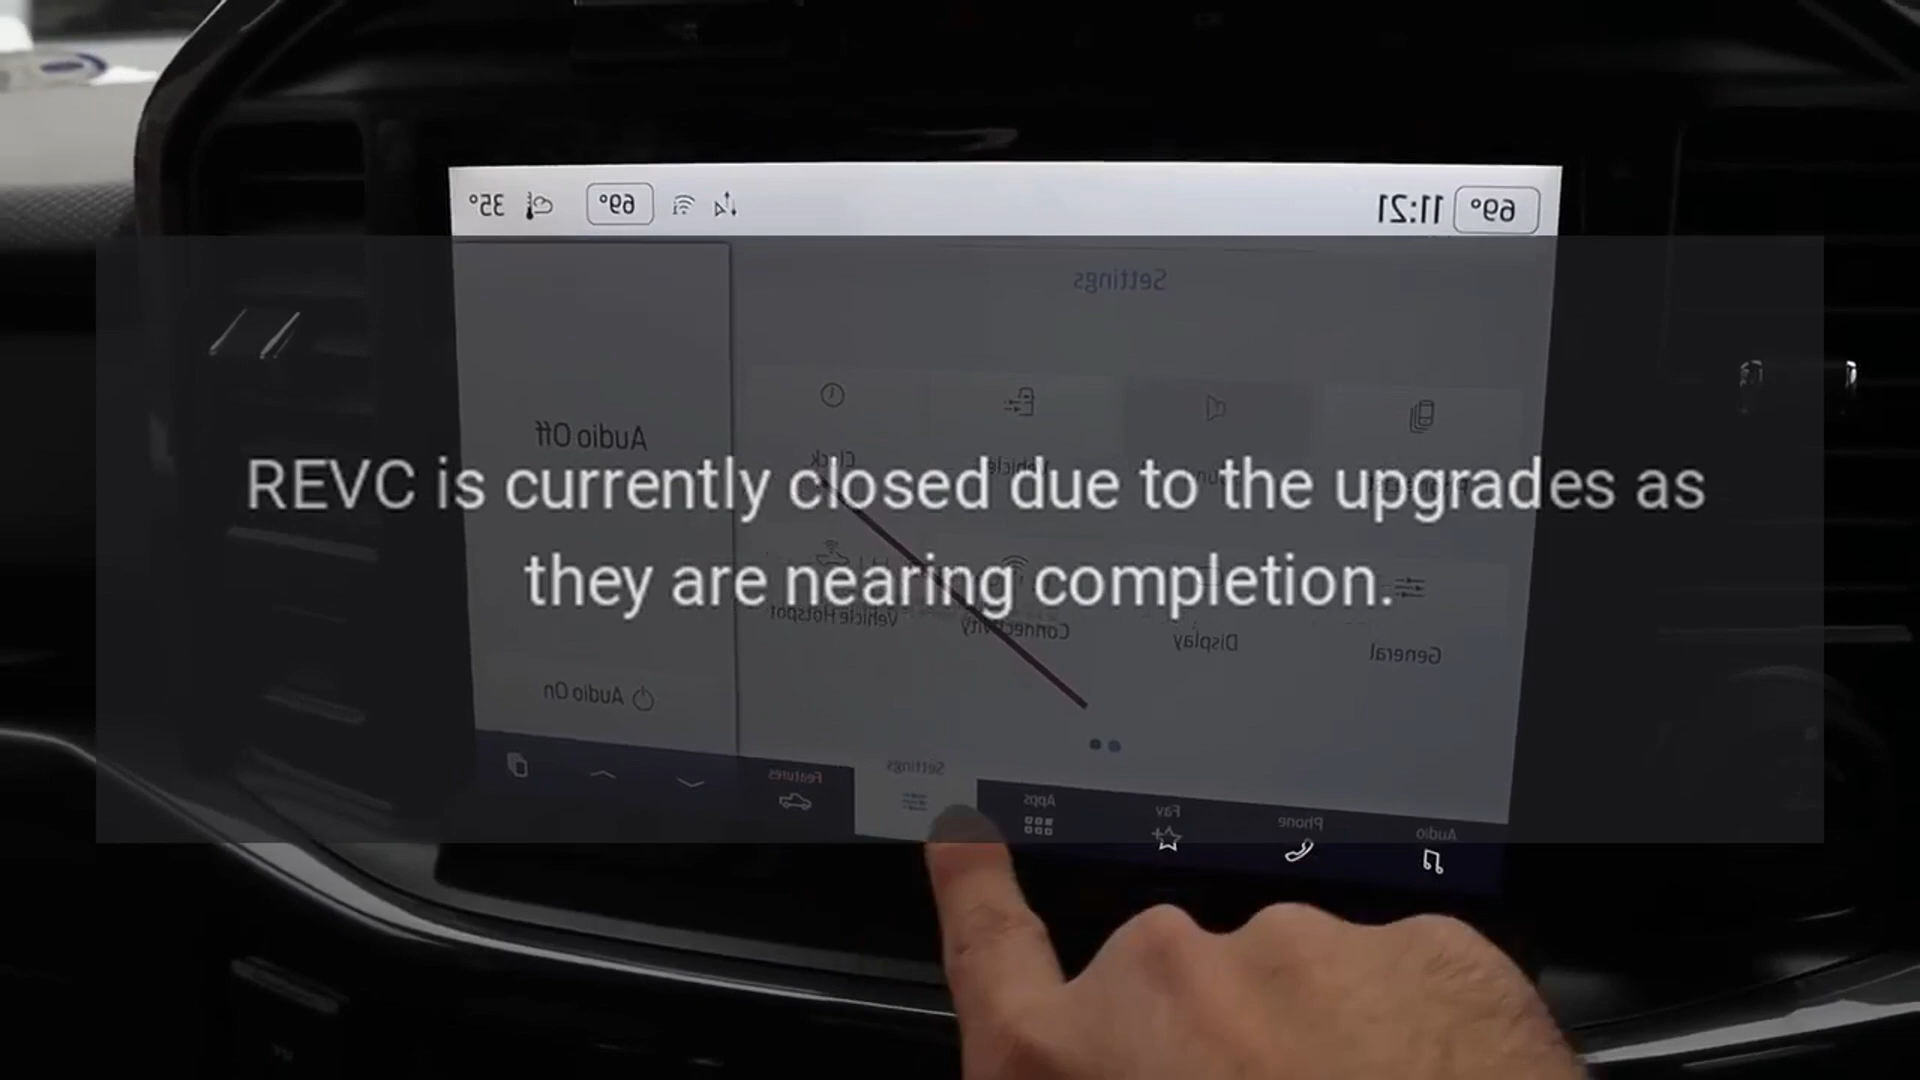 69° 11:21
69° 35°
Settings
Audio Off
Clock
REVC is currently closed due to the upgrades as
they are nearing completion.
Vehicle Hotspot
Connectivity
Display
General
Audio On
Features
Settings
Apps
Fav
Phone
Audio